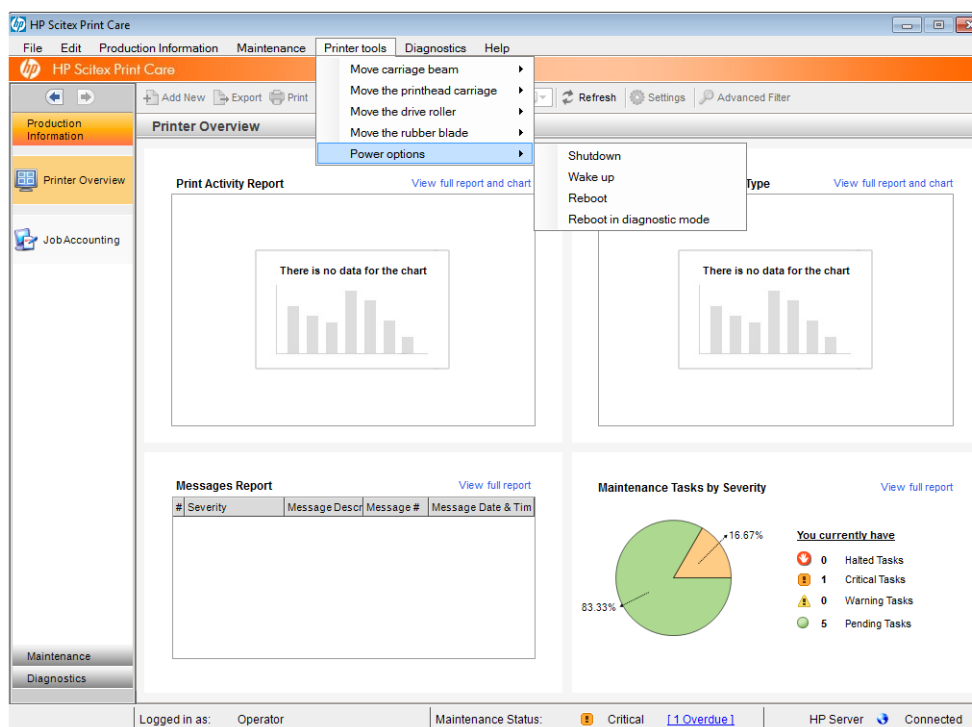 HP Scitex Print Care
File Edit Production Information Maintenance Printer tools Diagnostics Help
hp HP Scitex Print Care
Move carriage beam
Move the printhead carriage
Move the drive roller
Move the rubber blade
Power options
Shutdown
Wake up
Reboot
Reboot in diagnostic mode
Add New Export Print Refresh Settings Advanced Filter
Production
Information
Printer Overview
Job Accounting
Maintenance
Diagnostics
Printer Overview
Print Activity Report View full report and chart
There is no data for the chart
Type View full report and chart
There is no data for the chart
Messages Report View full report
# Severity Message Descr Message # Message Date & Tim
Maintenance Tasks by Severity View full report
16.67%
83.33%
You currently have
0 Halted Tasks
1 Critical Tasks
0 Warning Tasks
5 Pending Tasks
Logged in as: Operator Maintenance Status: Critical [ 1 Overdue ] HP Server Connected